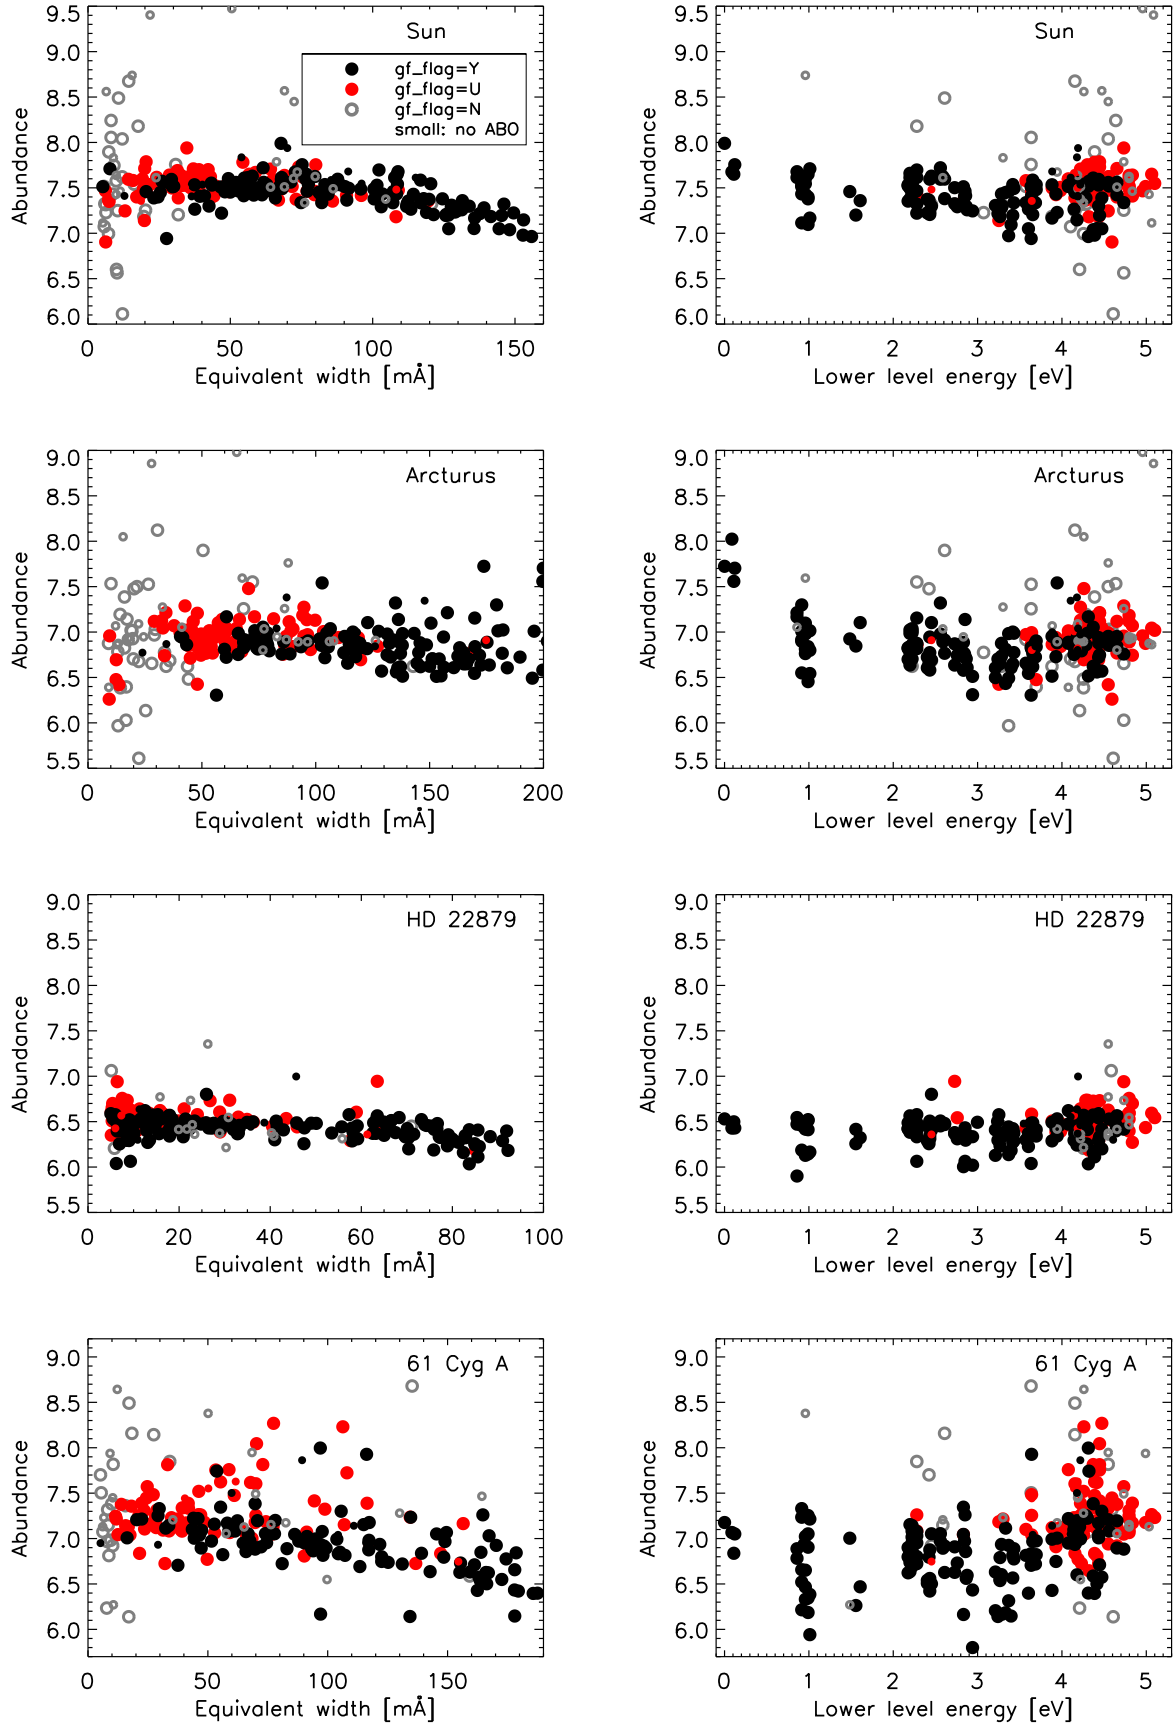 Sun
gf_flag=Y
gf_flag=U
gf_flag=N
small: no ABO
9.5
9.0
8.5
8.0
7.5
7.0
6.5
6.0
Abundance
0 50 100 150
Equivalent width [mÅ]
Sun
9.5
9.0
8.5
8.0
7.5
7.0
6.5
6.0
Abundance
0 1 2 3 4 5
Lower level energy [eV]
Arcturus
9.0
8.5
8.0
7.5
7.0
6.5
6.0
5.5
Abundance
0 50 100 150 200
Equivalent width [mÅ]
Arcturus
9.0
8.5
8.0
7.5
7.0
6.5
6.0
5.5
Abundance
0 1 2 3 4 5
Lower level energy [eV]
HD 22879
9.0
8.5
8.0
7.5
7.0
6.5
6.0
5.5
Abundance
0 20 40 60 80 100
Equivalent width [mÅ]
HD 22879
9.0
8.5
8.0
7.5
7.0
6.5
6.0
5.5
Abundance
0 1 2 3 4 5
Lower level energy [eV]
61 Cyg A
9.0
8.5
8.0
7.5
7.0
6.5
6.0
Abundance
0 50 100 150
Equivalent width [mÅ]
61 Cyg A
9.0
8.5
8.0
7.5
7.0
6.5
6.0
Abundance
0 1 2 3 4 5
Lower level energy [eV]